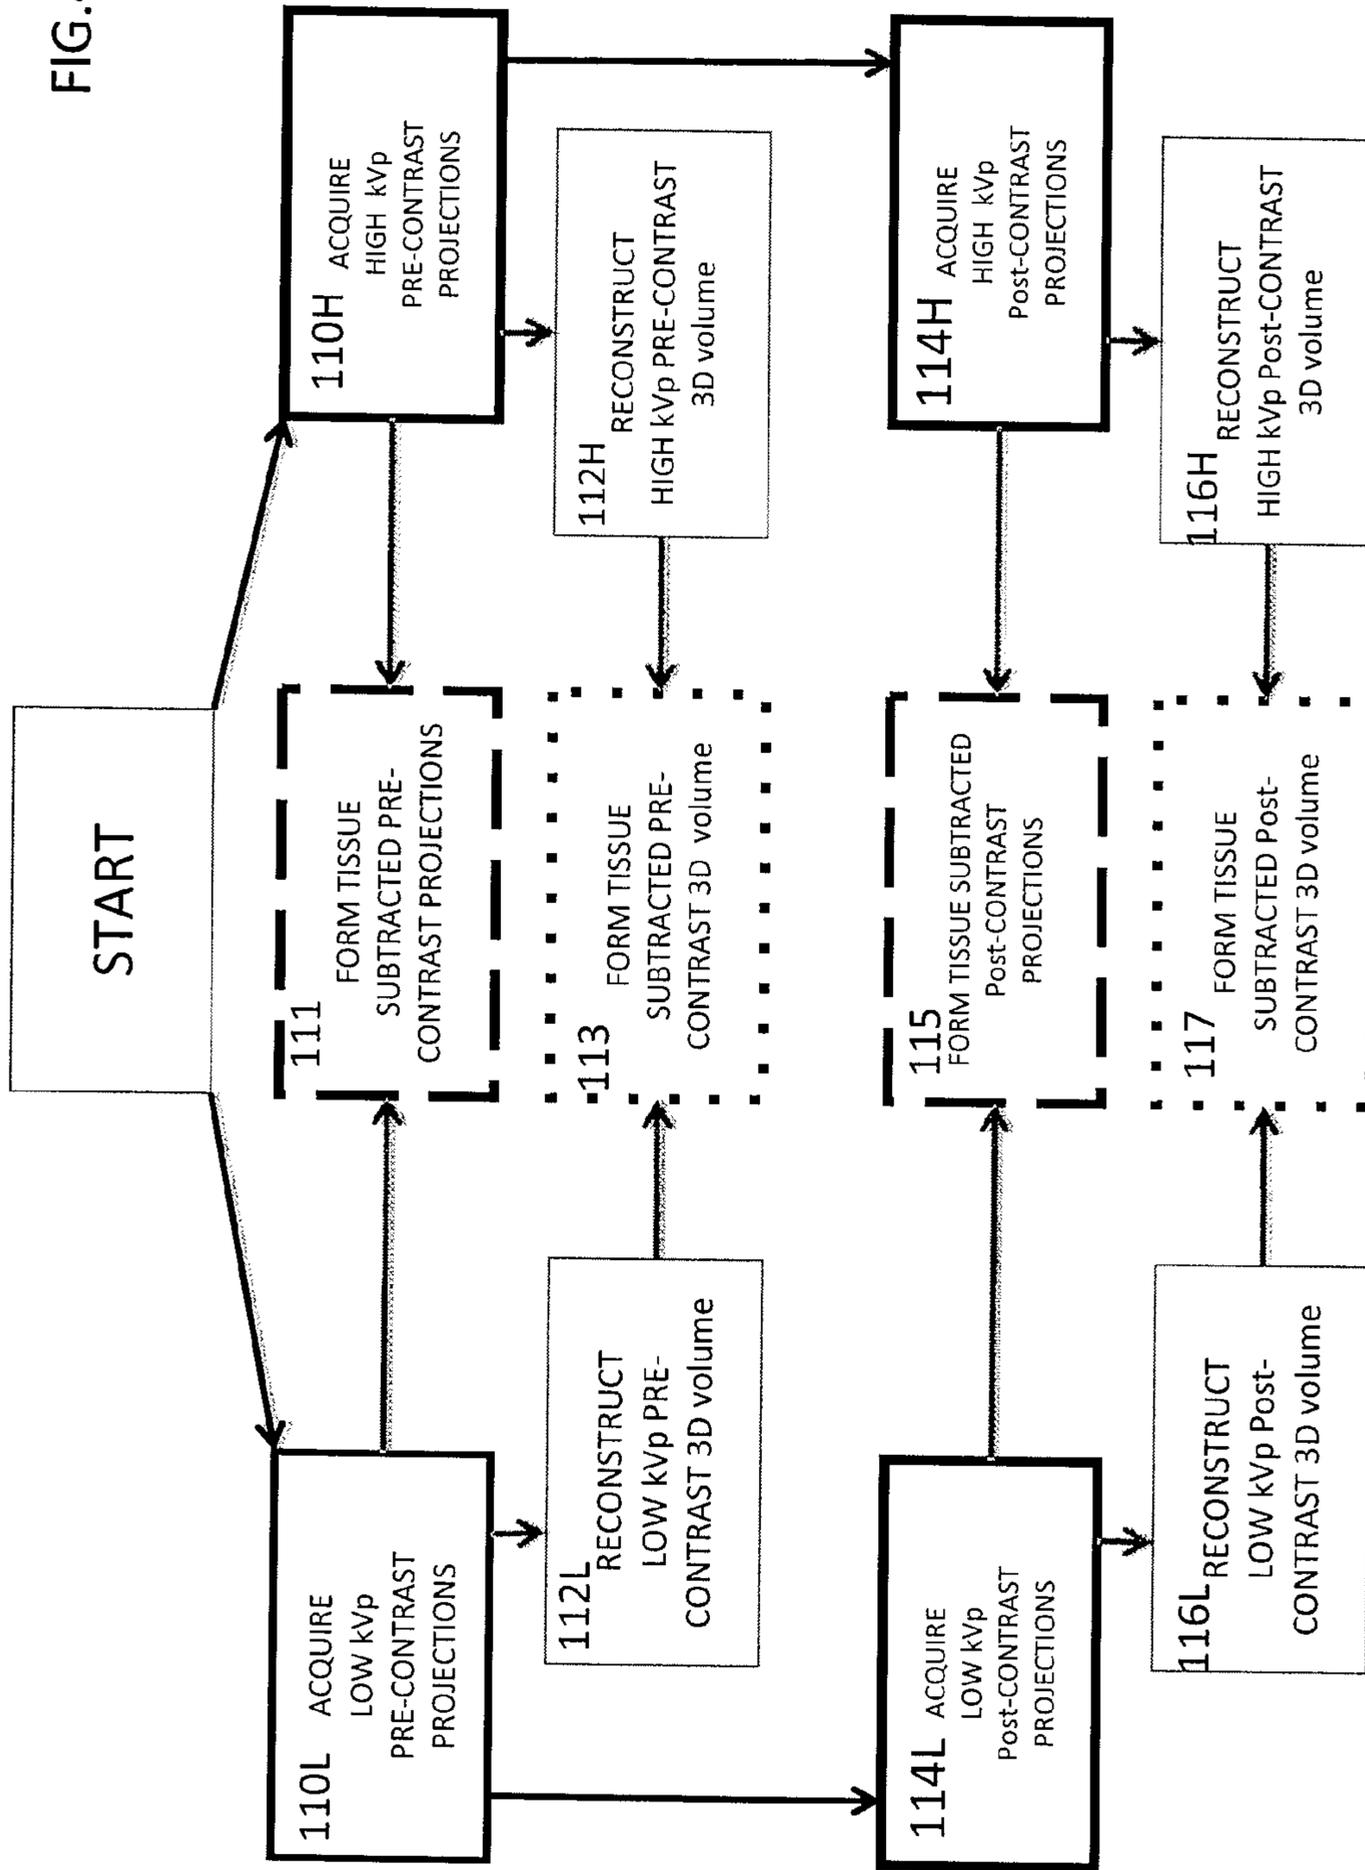 FIG.
START
110L ACQUIRE
LOW kVp
PRE-CONTRAST
PROJECTIONS
111
FORM TISSUE
SUBTRACTED PRE-
CONTRAST PROJECTIONS
110H ACQUIRE
HIGH kVp
PRE-CONTRAST
PROJECTIONS
112L RECONSTRUCT
LOW kVp PRE-
CONTRAST 3D volume
113
FORM TISSUE
SUBTRACTED PRE-
CONTRAST 3D volume
112H RECONSTRUCT
HIGH kVp PRE-CONTRAST
3D volume
114L ACQUIRE
LOW kVp
Post-CONTRAST
PROJECTIONS
115
FORM TISSUE SUBTRACTED
Post-CONTRAST
PROJECTIONS
114H ACQUIRE
HIGH kVp
Post-CONTRAST
PROJECTIONS
116L RECONSTRUCT
LOW kVp Post-
CONTRAST 3D volume
117
FORM TISSUE
SUBTRACTED Post-
CONTRAST 3D volume
116H RECONSTRUCT
HIGH kVp Post-CONTRAST
3D volume